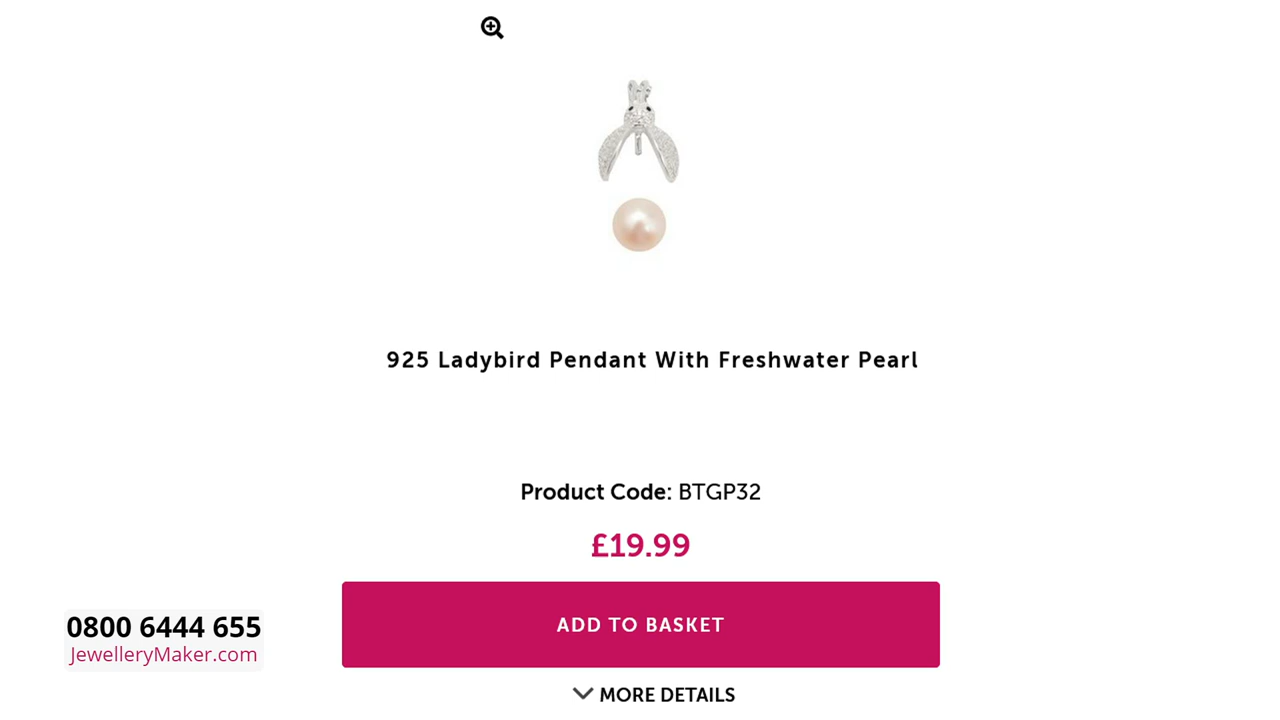 925 Ladybird Pendant With Freshwater Pearl
Product Code: BTGP32
£19.99
ADD TO BASKET
MORE DETAILS
0800 6444 655
JewelleryMaker.com